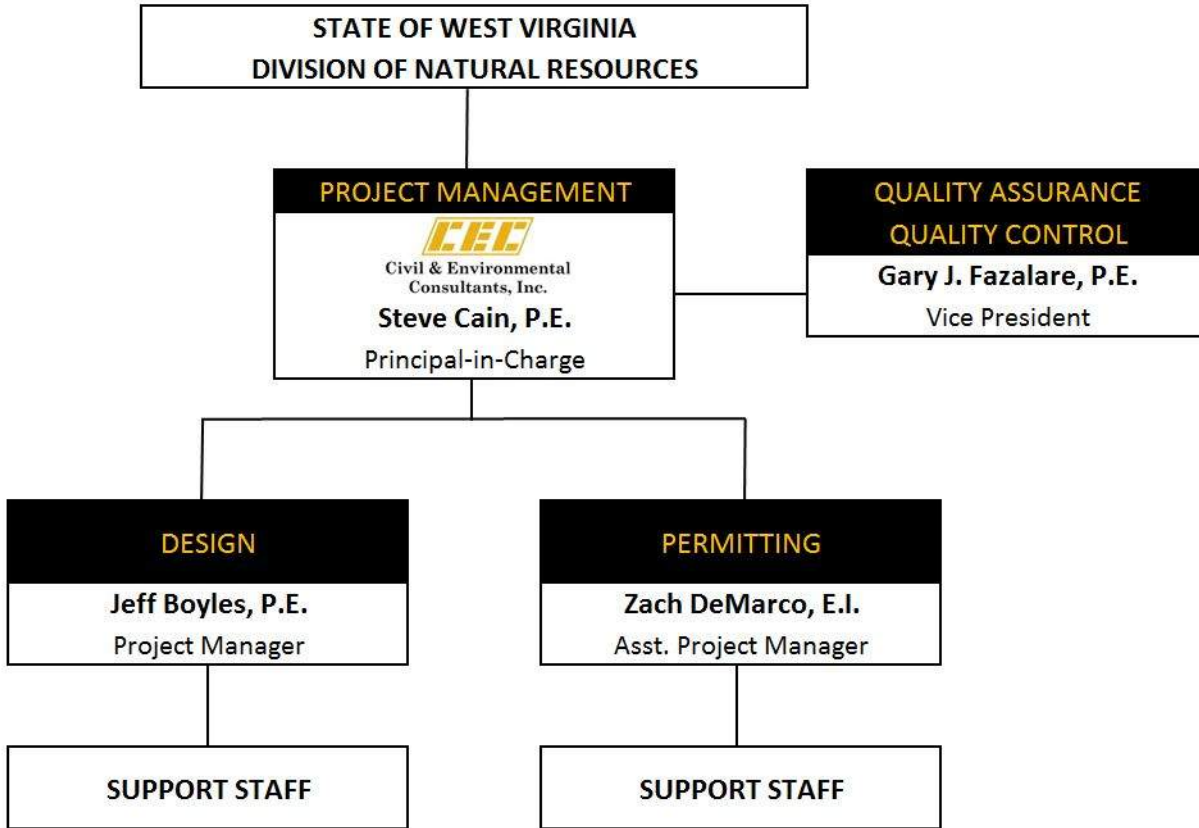 STATE OF WEST VIRGINIA
DIVISION OF NATURAL RESOURCES
PROJECT MANAGEMENT
CEC
Civil & Environmental
Consultants, Inc.
Steve Cain, P.E.
Principal-in-Charge
QUALITY ASSURANCE
QUALITY CONTROL
Gary J. Fazalare, P.E.
Vice President
DESIGN
Jeff Boyles, P.E.
Project Manager
PERMITTING
Zach DeMarco, E.I.
Asst. Project Manager
SUPPORT STAFF
SUPPORT STAFF